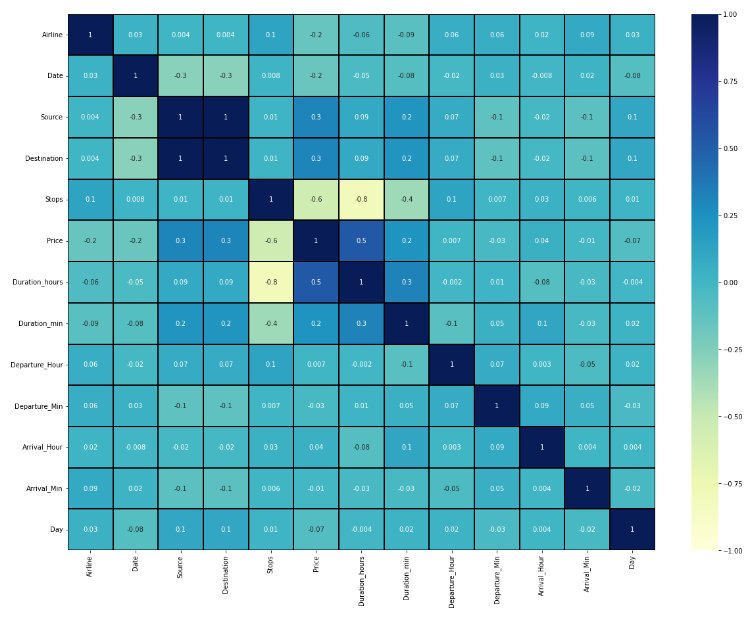 Airline 1 0.03 0.004 0.004 0.1 -0.2 -0.06 -0.09 0.06 0.06 0.02 0.09 0.03
Date 0.03 1 -0.3 -0.3 0.008 -0.2 -0.05 -0.08 -0.02 0.03 -0.008 0.02 -0.08
Source 0.004 -0.3 1 1 0.01 0.3 0.09 0.2 0.07 -0.1 -0.02 -0.1 0.1
Destination 0.004 -0.3 1 1 0.01 0.3 0.09 0.2 0.07 -0.1 -0.02 -0.1 0.1
Stops 0.1 0.008 0.01 0.01 1 -0.6 -0.8 -0.4 0.1 0.007 0.03 0.006 0.01
Price -0.2 -0.2 0.3 0.3 -0.6 1 0.5 0.2 0.007 -0.03 0.04 -0.01 -0.07
Duration_hours -0.06 -0.05 0.09 0.09 -0.8 0.5 1 0.3 -0.002 0.01 -0.08 -0.03 -0.004
Duration_min -0.09 -0.08 0.2 0.2 -0.4 0.2 0.3 1 -0.1 0.05 0.1 -0.03 0.02
Departure_Hour 0.06 -0.02 0.07 0.07 0.1 0.007 -0.002 -0.1 1 0.07 0.003 -0.05 0.02
Departure_Min 0.06 0.03 -0.1 -0.1 0.007 -0.03 0.01 0.05 0.07 1 0.09 0.05 -0.03
Arrival_Hour 0.02 -0.008 -0.02 -0.02 0.03 0.04 -0.08 0.1 0.003 0.09 1 0.004 0.004
Arrival_Min 0.09 0.02 -0.1 -0.1 0.006 -0.01 -0.03 -0.03 -0.05 0.05 0.004 1 -0.02
Day 0.03 -0.08 0.1 0.1 0.01 -0.07 -0.004 0.02 0.02 -0.03 0.004 -0.02 1
Airline
Date
Source
Destination
Stops
Price
Duration_hours
Duration_min
Departure_Hour
Departure_Min
Arrival_Hour
Arrival_Min
Day
1.00
0.75
0.50
0.25
0.00
−0.25
−0.50
−0.75
−1.00